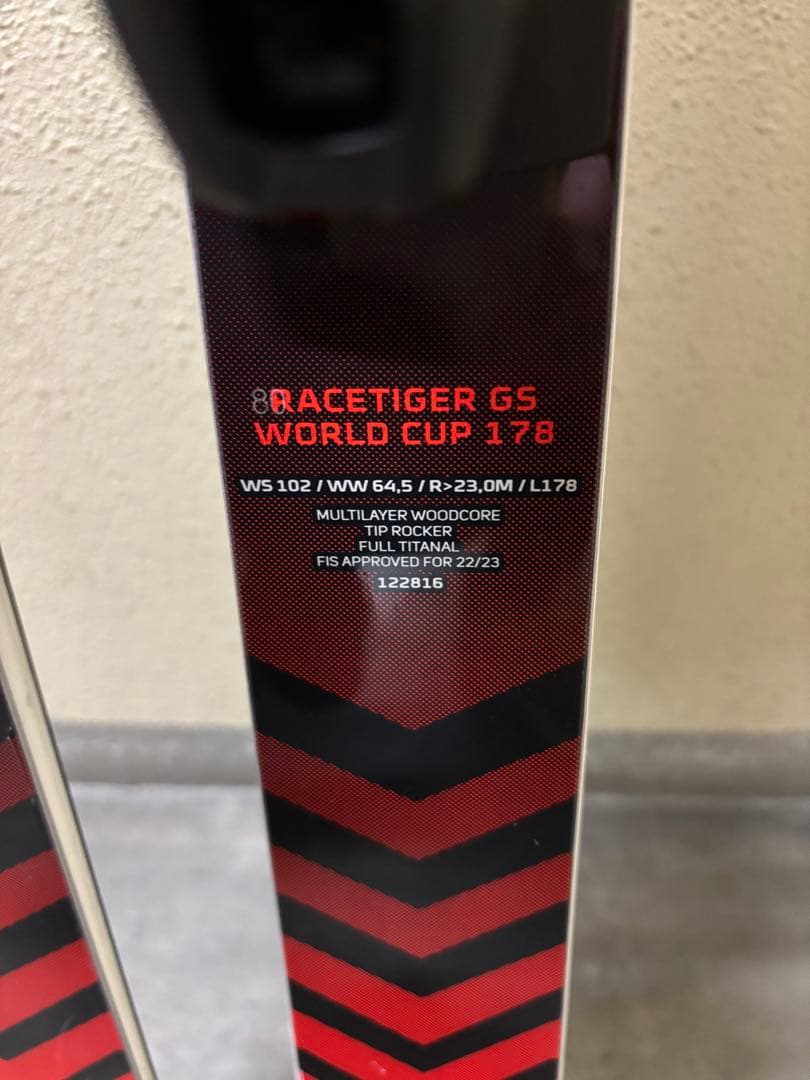 80 RACETIGER GS
WORLD CUP 178
WS 102 / WW 64,5 / R>23,0M / L178
MULTILAYER WOODCORE
TIP ROCKER
FULL TITANAL
FIS APPROVED FOR 22/23
122816